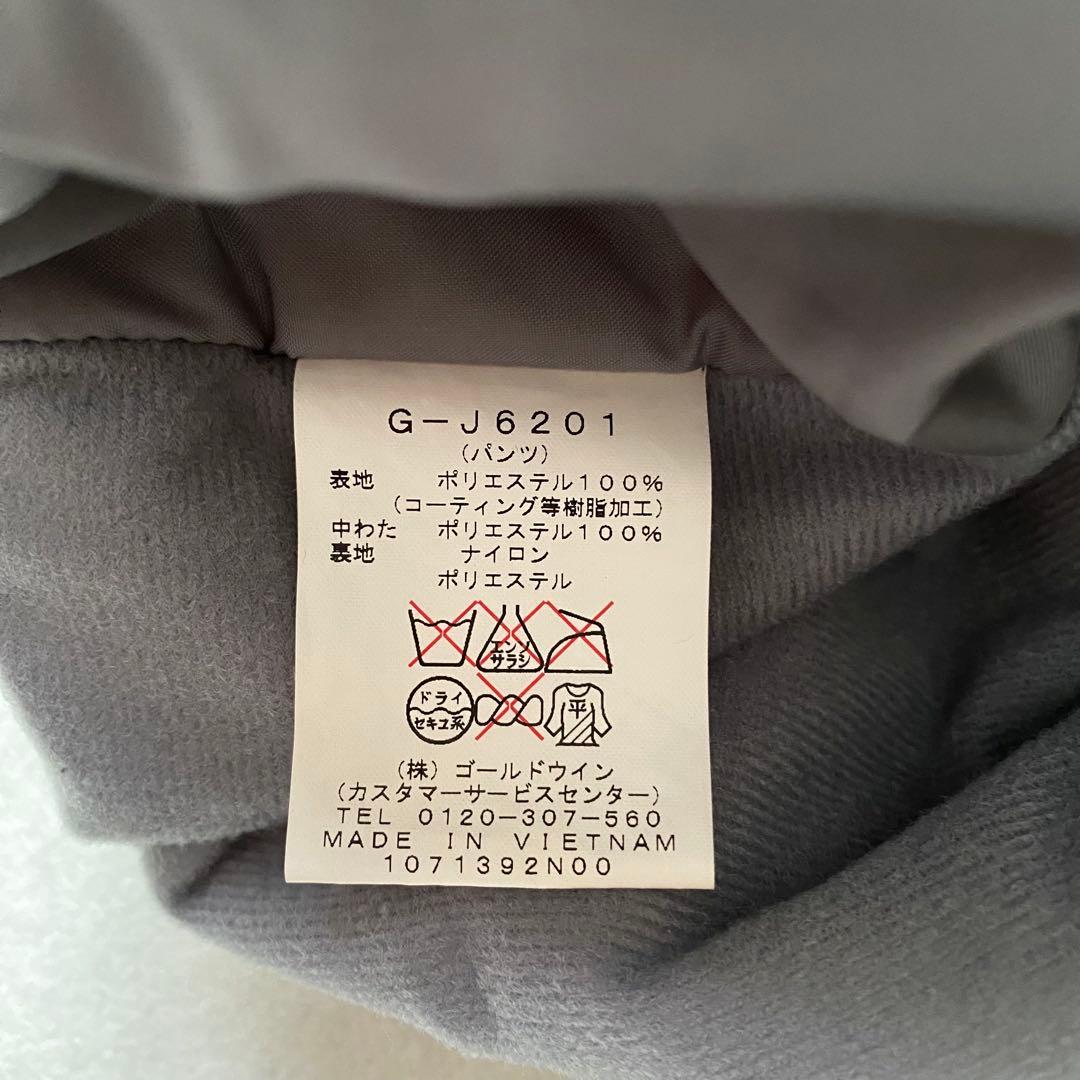 G-J6201
(パンツ)
表地 ポリエステル100%
(コーティング等樹脂加工)
中わた ポリエステル100%
裏地 ナイロン
ポリエステル
エンソ
サラシ
ドライ
セキユ系
平
(株) ゴールドウイン
(カスタマーサービスセンター)
TEL 0120-307-560
MADE IN VIETNAM
1071392N00